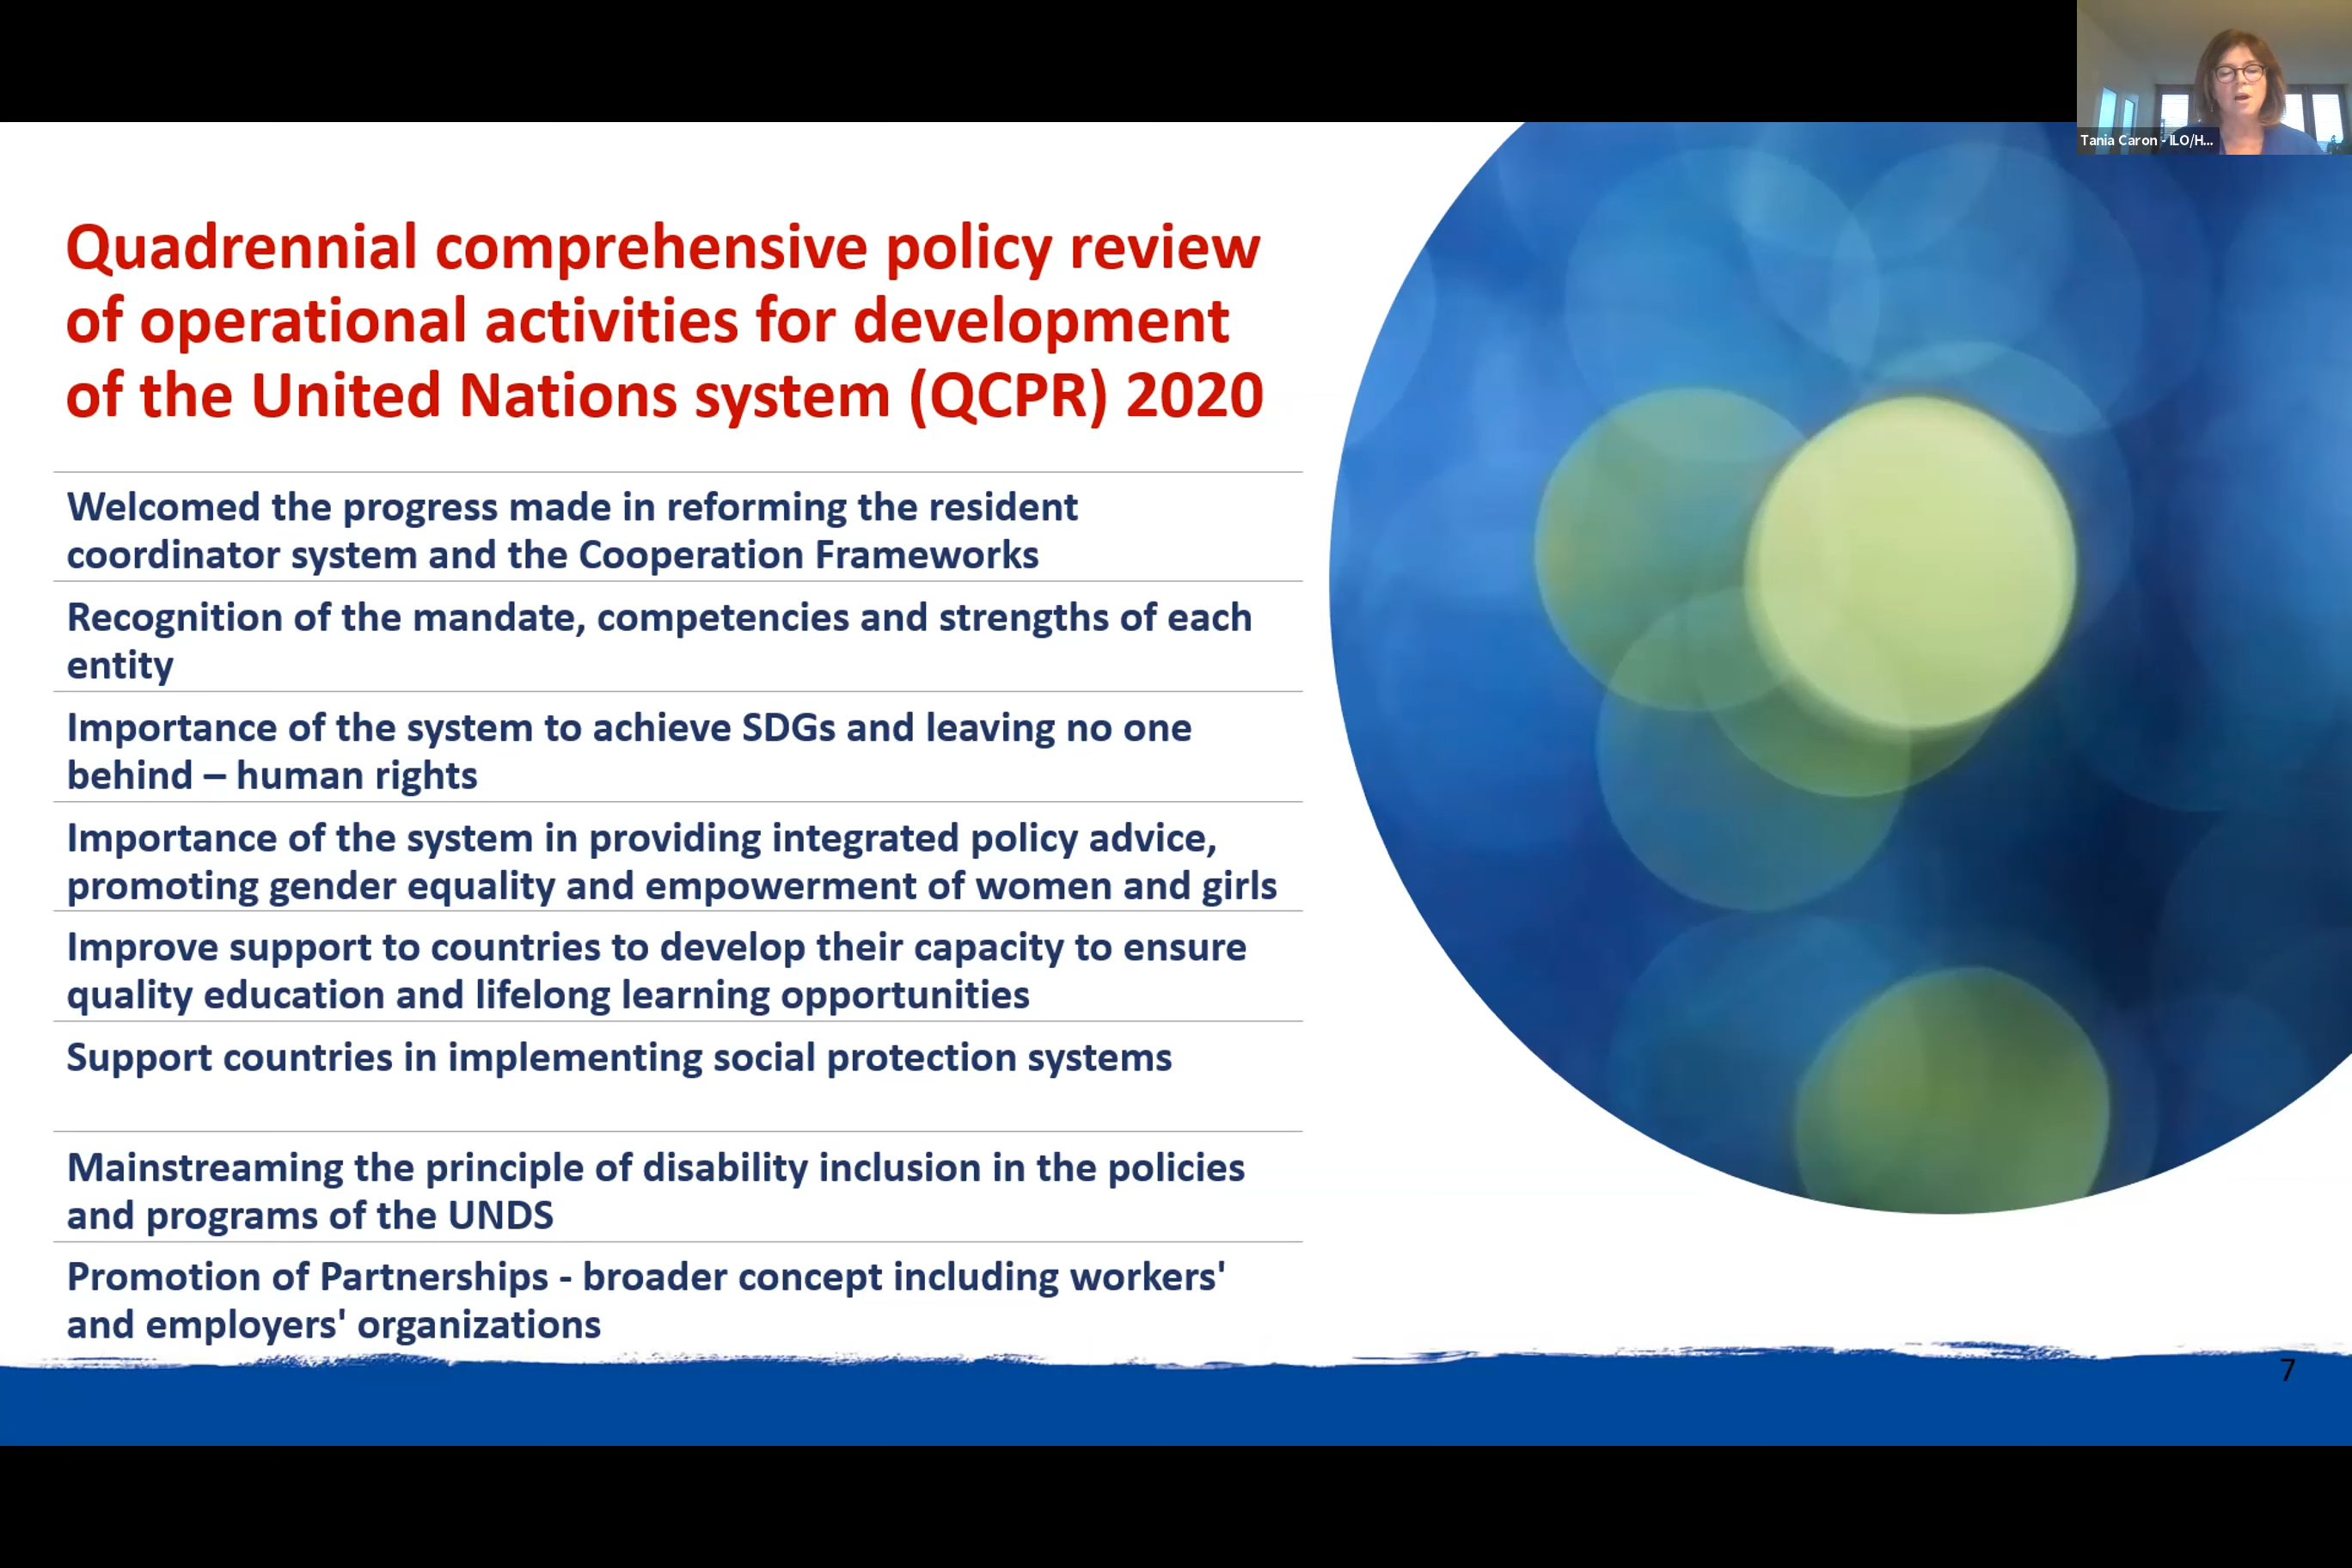 Tania Caron - ILO/H...
Quadrennial comprehensive policy review
of operational activities for development
of the United Nations system (QCPR) 2020
Welcomed the progress made in reforming the resident
coordinator system and the Cooperation Frameworks
Recognition of the mandate, competencies and strengths of each
entity
Importance of the system to achieve SDGs and leaving no one
behind – human rights
Importance of the system in providing integrated policy advice,
promoting gender equality and empowerment of women and girls
Improve support to countries to develop their capacity to ensure
quality education and lifelong learning opportunities
Support countries in implementing social protection systems
Mainstreaming the principle of disability inclusion in the policies
and programs of the UNDS
Promotion of Partnerships - broader concept including workers'
and employers' organizations
7